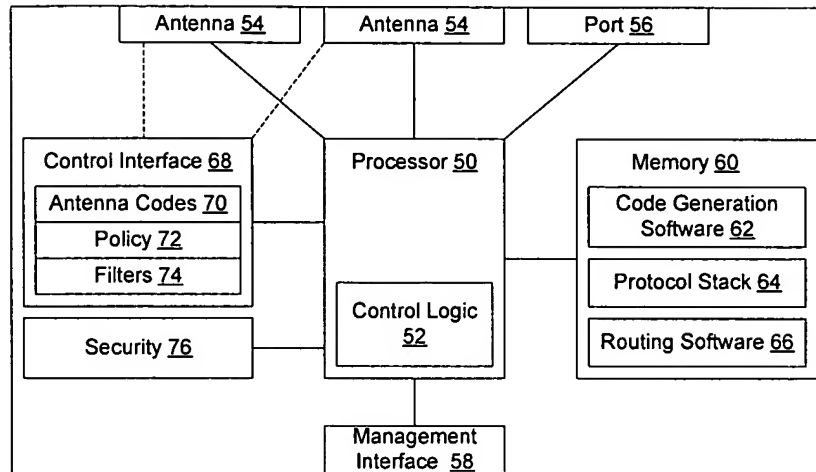 Antenna 54
Antenna 54
Port 56
Control Interface 68
Antenna Codes 70
Policy 72
Filters 74
Security 76
Processor 50
Control Logic
52
Memory 60
Code Generation
Software 62
Protocol Stack 64
Routing Software 66
Management
Interface 58